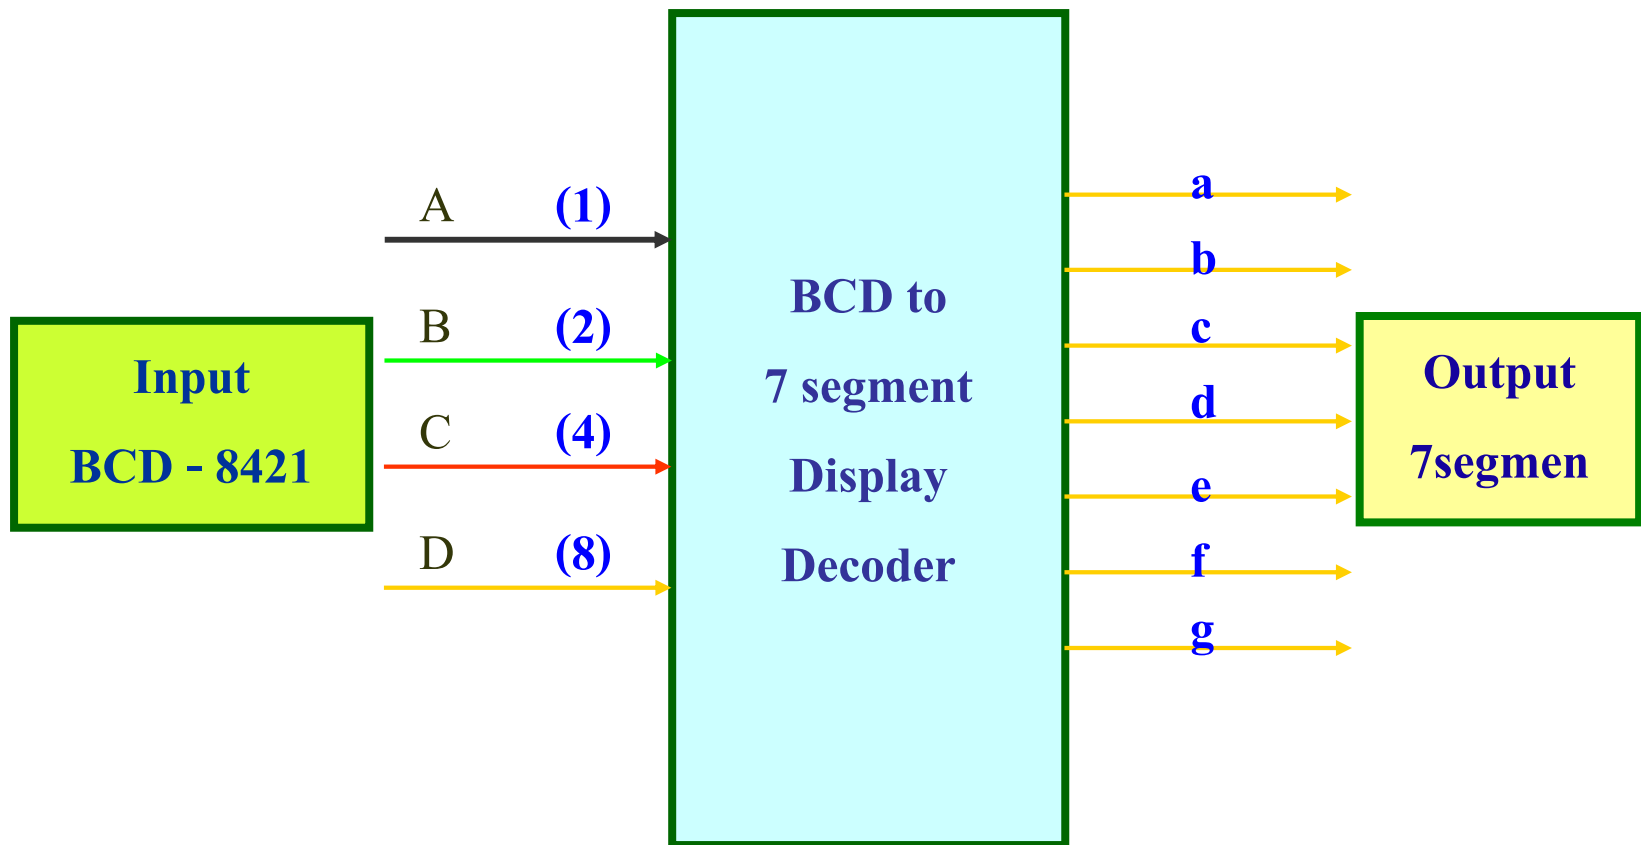 Input
BCD - 8421
A (1)
B (2)
C (4)
D (8)
BCD to
7 segment
Display
Decoder
a
b
c
d
e
f
g
Output
7segmen